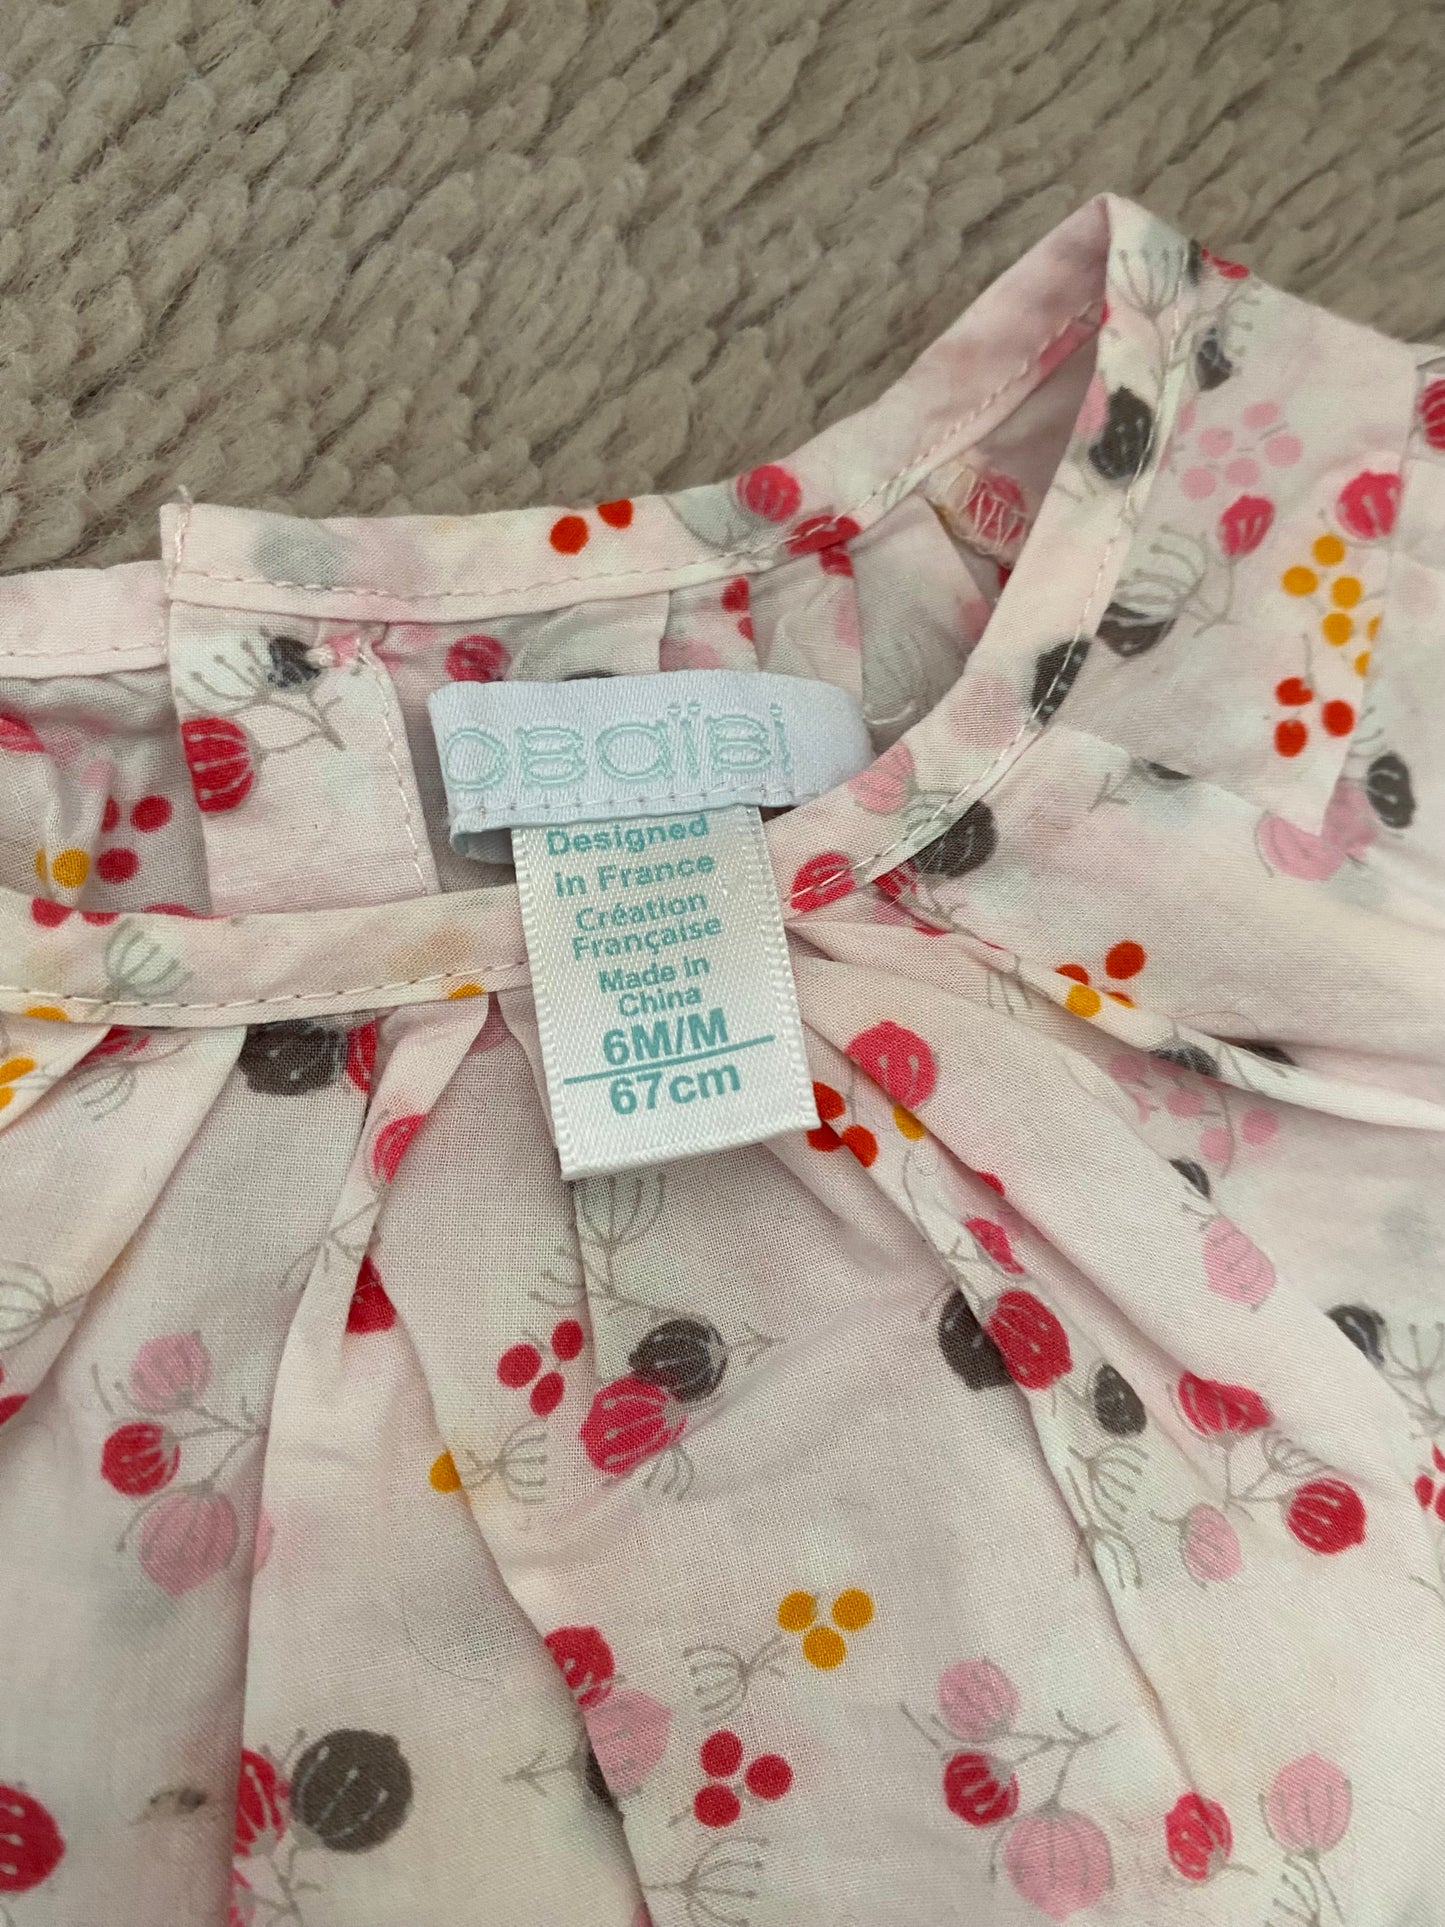 OBAÏBI
Designed
in France
Création
Française
Made in
China
6M/M
67cm